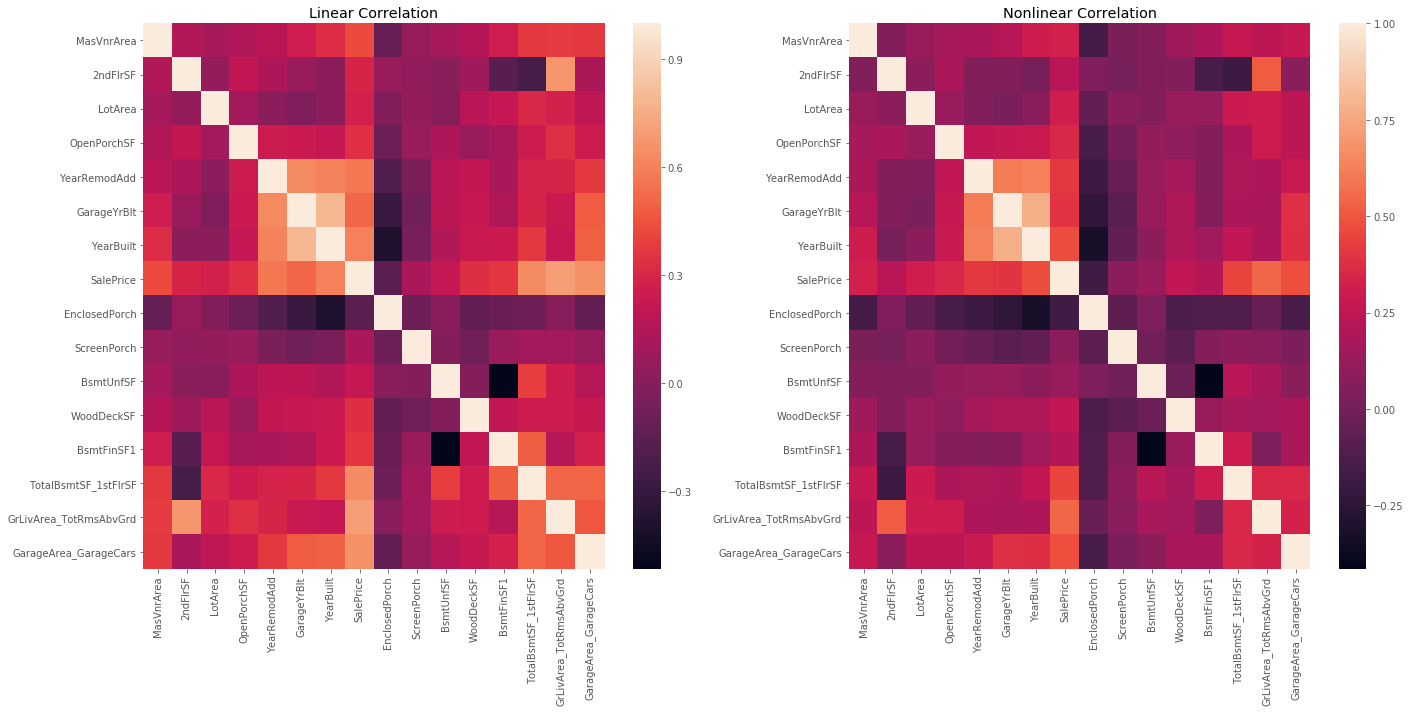 Linear Correlation
MasVnrArea
2ndFlrSF
LotArea
OpenPorchSF
YearRemodAdd
GarageYrBlt
YearBuilt
SalePrice
EnclosedPorch
ScreenPorch
BsmtUnfSF
WoodDeckSF
BsmtFinSF1
TotalBsmtSF_1stFlrSF
GrLivArea_TotRmsAbvGrd
GarageArea_GarageCars
MasVnrArea
2ndFlrSF
LotArea
OpenPorchSF
YearRemodAdd
GarageYrBlt
YearBuilt
SalePrice
EnclosedPorch
ScreenPorch
BsmtUnfSF
WoodDeckSF
BsmtFinSF1
TotalBsmtSF_1stFlrSF
GrLivArea_TotRmsAbvGrd
GarageArea_GarageCars
0.9
0.6
0.3
0.0
−0.3
Nonlinear Correlation
MasVnrArea
2ndFlrSF
LotArea
OpenPorchSF
YearRemodAdd
GarageYrBlt
YearBuilt
SalePrice
EnclosedPorch
ScreenPorch
BsmtUnfSF
WoodDeckSF
BsmtFinSF1
TotalBsmtSF_1stFlrSF
GrLivArea_TotRmsAbvGrd
GarageArea_GarageCars
MasVnrArea
2ndFlrSF
LotArea
OpenPorchSF
YearRemodAdd
GarageYrBlt
YearBuilt
SalePrice
EnclosedPorch
ScreenPorch
BsmtUnfSF
WoodDeckSF
BsmtFinSF1
TotalBsmtSF_1stFlrSF
GrLivArea_TotRmsAbvGrd
GarageArea_GarageCars
1.00
0.75
0.50
0.25
0.00
−0.25